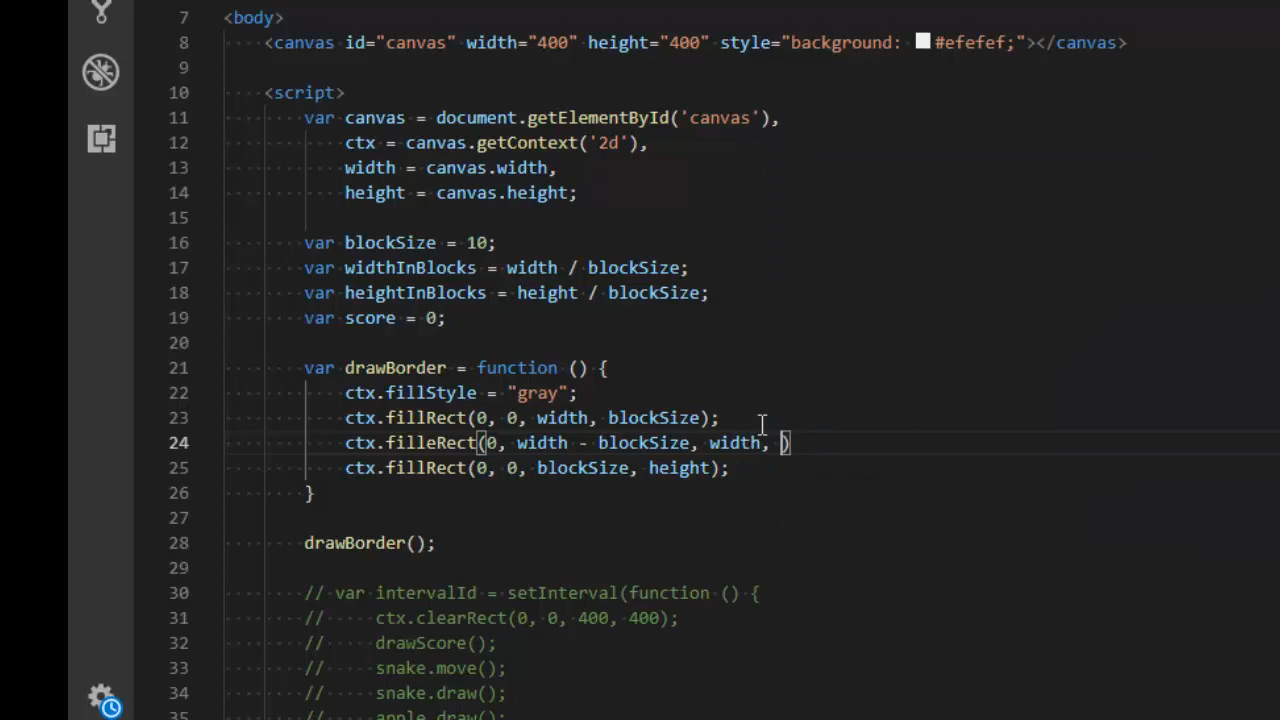 7 <body>
8 <canvas id="canvas" width="400" height="400" style="background: #efefef;"></canvas>
9
10 <script>
11 var canvas = document.getElementById('canvas'),
12 ctx = canvas.getContext('2d'),
13 width = canvas.width,
14 height = canvas.height;
15
16 var blockSize = 10;
17 var widthInBlocks = width / blockSize;
18 var heightInBlocks = height / blockSize;
19 var score = 0;
20
21 var drawBorder = function () {
22 ctx.fillStyle = "gray";
23 ctx.fillRect(0, 0, width, blockSize);
24 ctx.filleRect(0, width - blockSize, width, )
25 ctx.fillRect(0, 0, blockSize, height);
26 }
27
28 drawBorder();
29
30 // var intervalId = setInterval(function () {
31 // ctx.clearRect(0, 0, 400, 400);
32 // drawScore();
33 // snake.move();
34 // snake.draw();
35 // apple.draw();